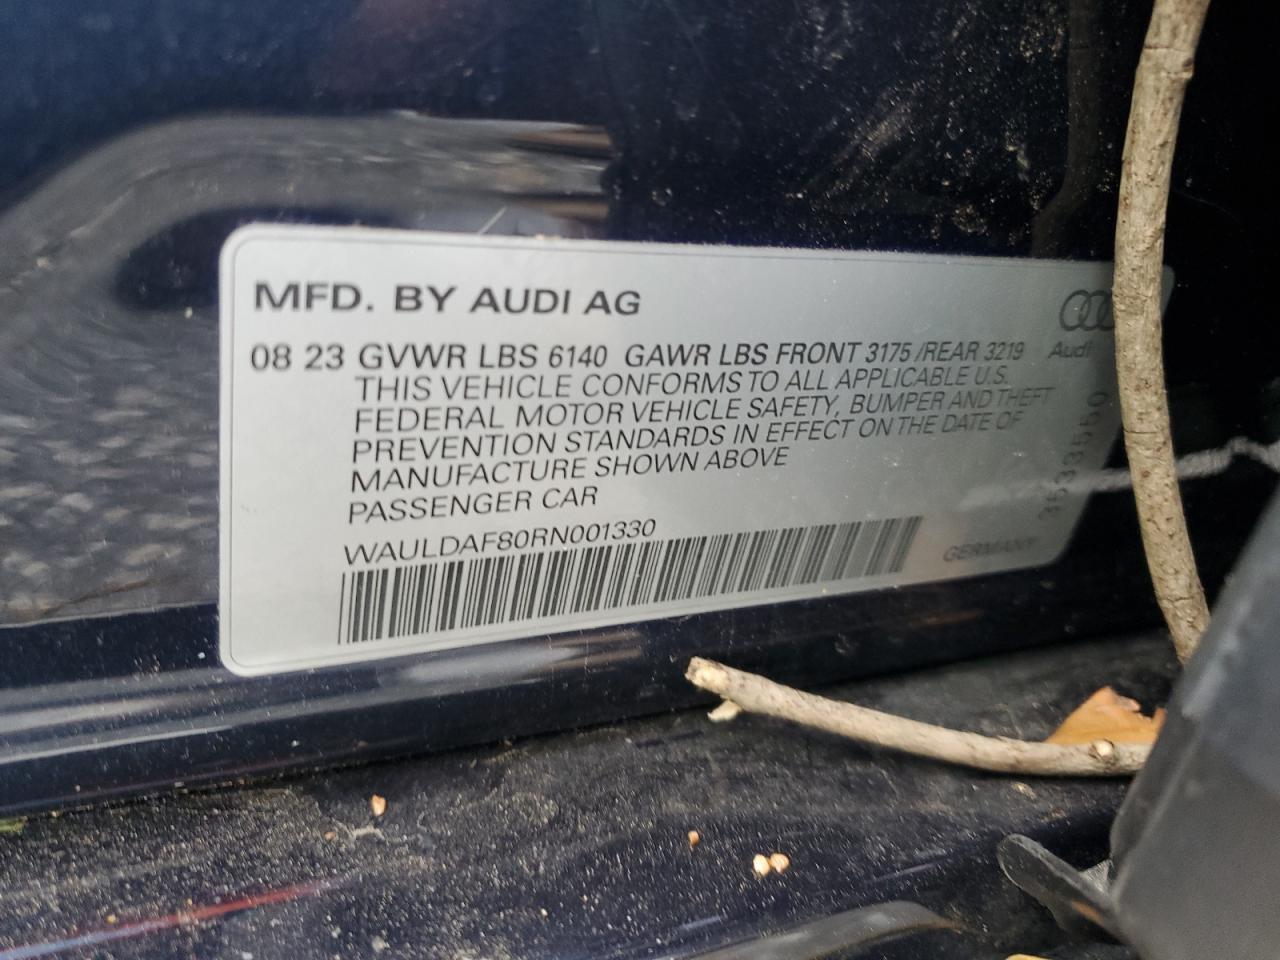 MFD. BY AUDI AG
08 23 GVWR LBS 6140 GAWR LBS FRONT 3175 /REAR 3219
THIS VEHICLE CONFORMS TO ALL APPLICABLE U.S.
FEDERAL MOTOR VEHICLE SAFETY, BUMPER AND THEFT
PREVENTION STANDARDS IN EFFECT ON THE DATE OF
MANUFACTURE SHOWN ABOVE
PASSENGER CAR
WAULDAF80RN001330
GERMANY
Audi
3533550